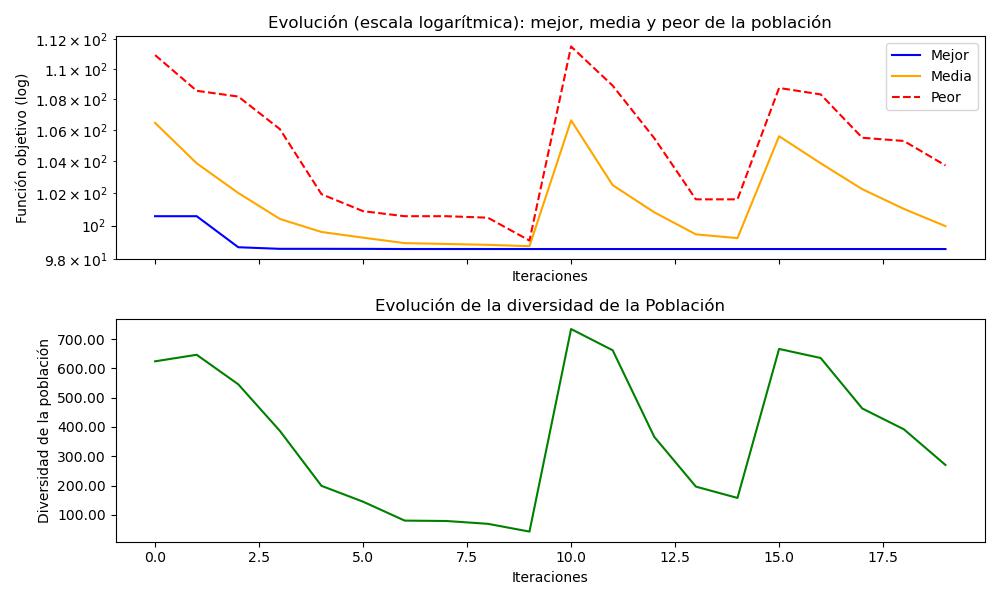 Evolución (escala logarítmica): mejor, media y peor de la población
Función objetivo (log)
1.12 × 10²
1.1 × 10²
1.08 × 10²
1.06 × 10²
1.04 × 10²
1.02 × 10²
10²
9.8 × 10¹
Mejor
Media
Peor
Iteraciones
Evolución de la diversidad de la Población
Diversidad de la población
700.00
600.00
500.00
400.00
300.00
200.00
100.00
0.0 2.5 5.0 7.5 10.0 12.5 15.0 17.5
Iteraciones